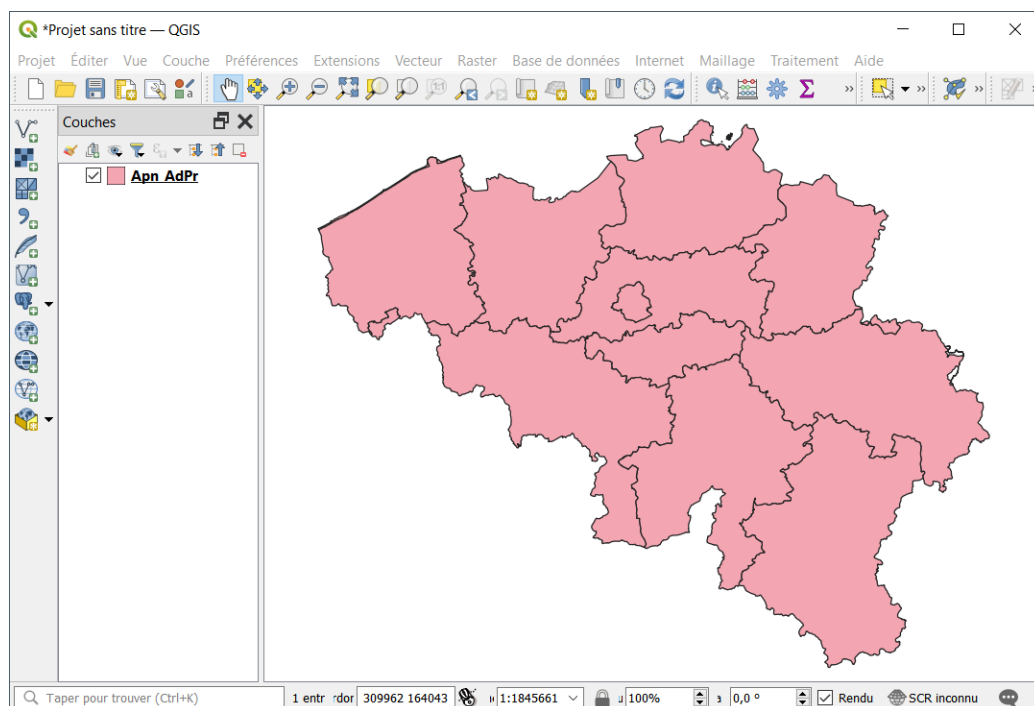 *Projet sans titre — QGIS
Projet Éditer Vue Couche Préférences Extensions Vecteur Raster Base de données Internet Maillage Traitement Aide
Couches
Apn_AdPr
Taper pour trouver (Ctrl+K) 1 entr rdor 309962 164043 1:1845661 100% 0,0 ° Rendu SCR inconnu